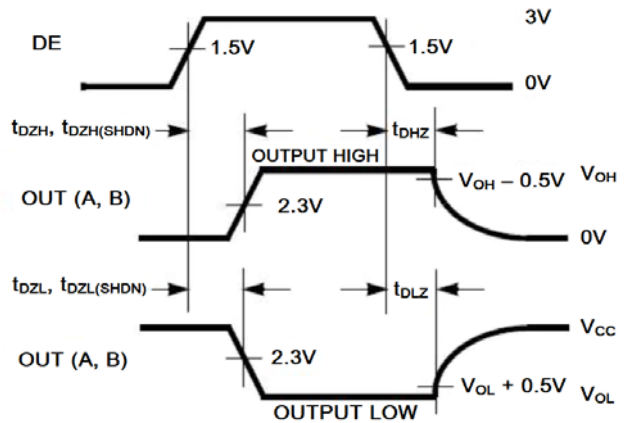 3V
DE
1.5V
1.5V
0V
tDZH, tDZH(SHDN)
tDHZ
OUTPUT HIGH
VOH – 0.5V
VOH
OUT (A, B)
2.3V
0V
tDZL, tDZL(SHDN)
tDLZ
VCC
OUT (A, B)
2.3V
VOL + 0.5V
VOL
OUTPUT LOW